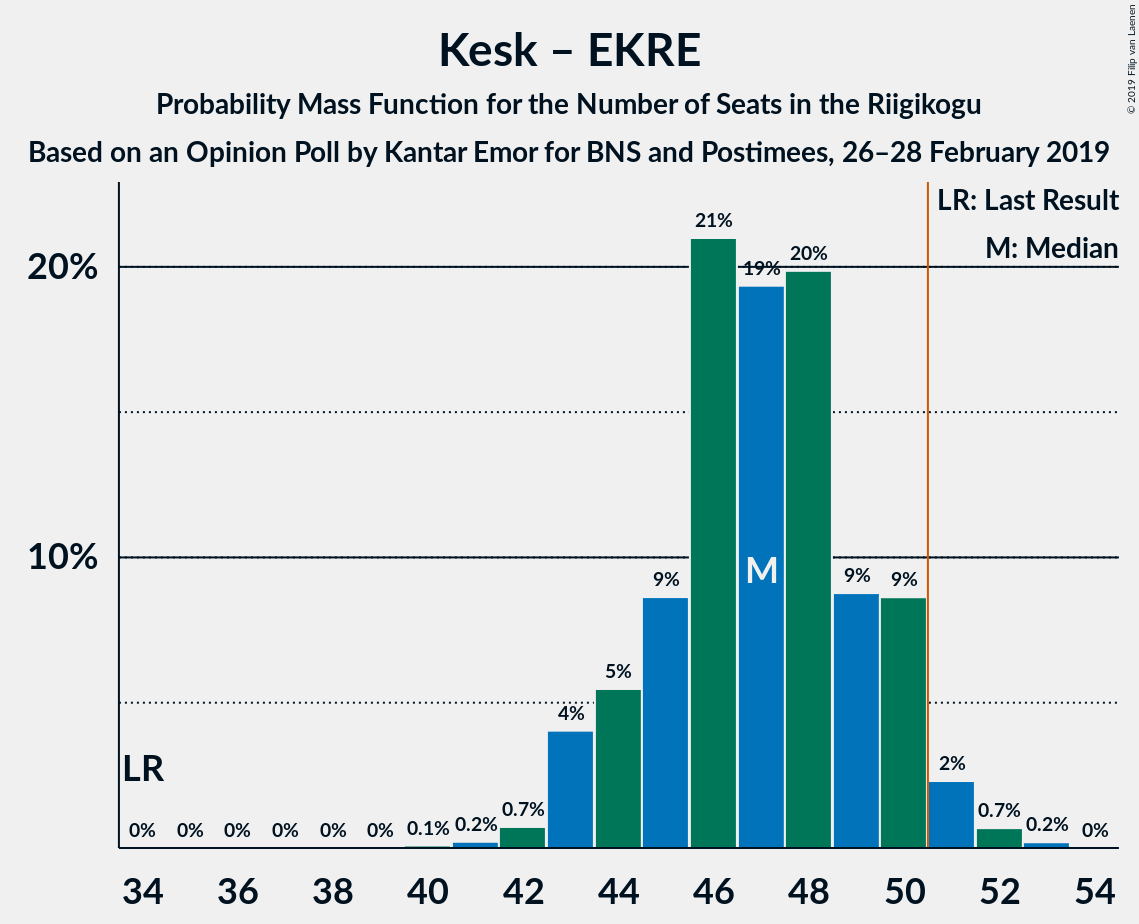 Kesk – EKRE
Probability Mass Function for the Number of Seats in the Riigikogu
Based on an Opinion Poll by Kantar Emor for BNS and Postimees, 26–28 February 2019
© 2019 Filip van Laenen
LR: Last Result
M: Median
20%
10%
21%
19%
20%
9%
M
9%
9%
5%
4%
LR
2%
0%
0%
0%
0%
0%
0%
0.1%
0.2%
0.7%
0.7%
0.2%
0%
34 36 38 40 42 44 46 48 50 52 54